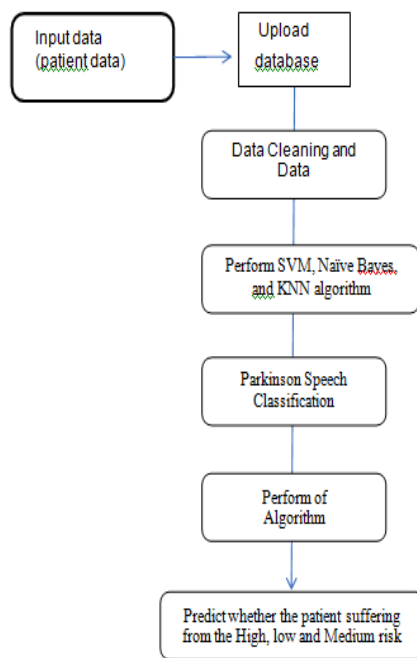 Input data
(patient data)
Upload
database
Data Cleaning and
Data
Perform SVM, Naïve Bayes,
and KNN algorithm
Parkinson Speech
Classification
Perform of
Algorithm
Predict whether the patient suffering
from the High, low and Medium risk